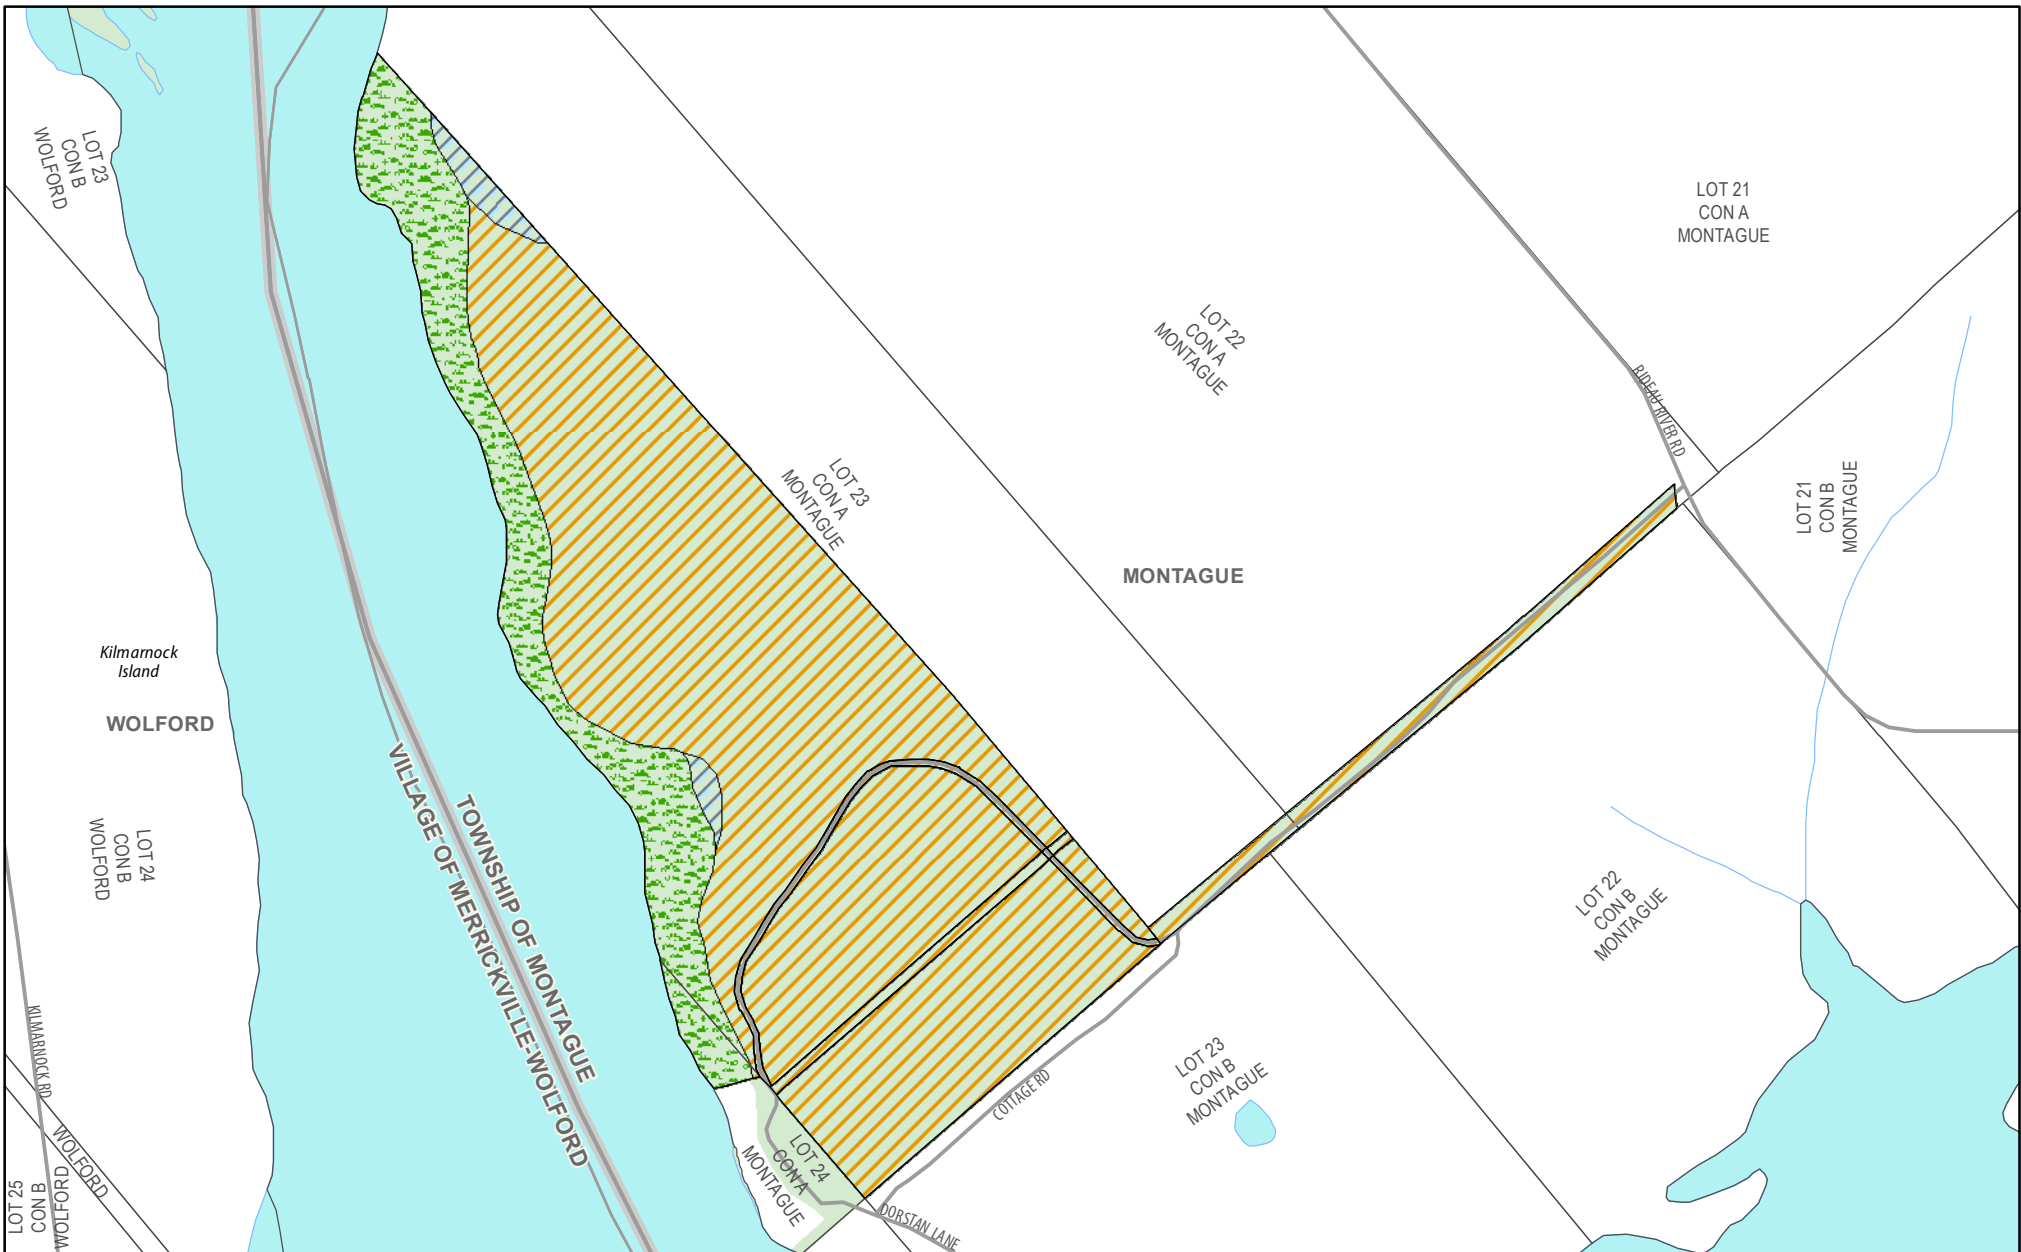 LOT 23
CON B
WOLFORD
LOT 21
CON A
MONTAGUE
LOT 22
CON A
MONTAGUE
RIDEAU RIVER RD
LOT 23
CON A
MONTAGUE
LOT 21
CON B
MONTAGUE
MONTAGUE
Kilmarnock
Island
WOLFORD
LOT 24
CON B
WOLFORD
TOWNSHIP OF MONTAGUE
VILLAGE OF MERRICKVILLE-WOLFORD
LOT 22
CON B
MONTAGUE
KILMARNOCK RD
COTTAGE RD
LOT 23
CON B
MONTAGUE
WOLFORD
LOT 24
CON A
MONTAGUE
LOT 25
CON B
WOLFORD
DORSTAN LANE